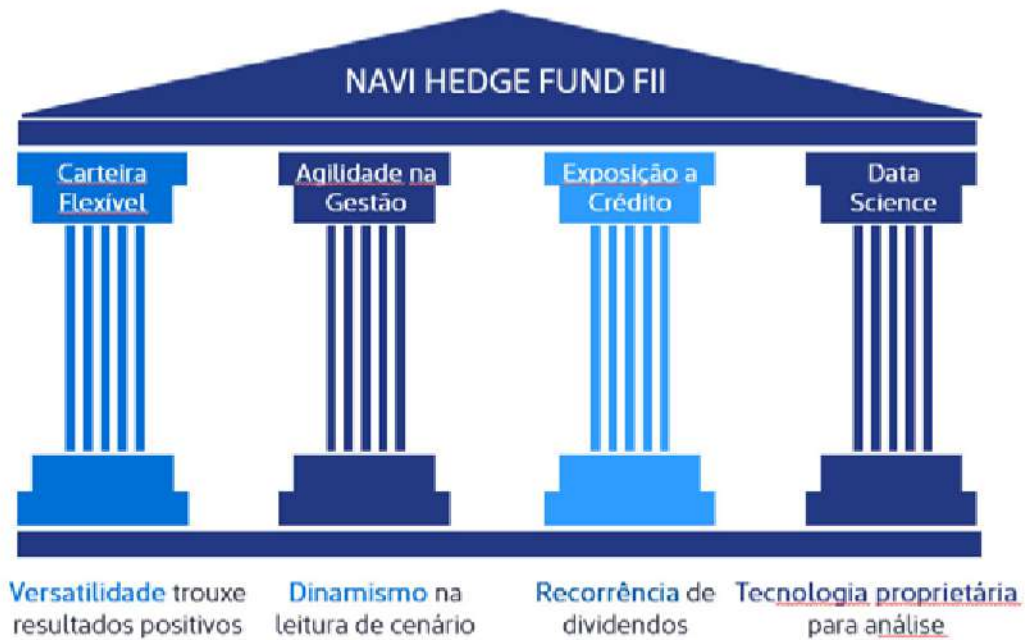 NAVI HEDGE FUND FII
Carteira
Flexível
Agilidade na
Gestão
Exposição a
Crédito
Data
Science
Versatilidade trouxe
resultados positivos
Dinamismo na
leitura de cenário
Recorrência de
dividendos
Tecnologia proprietária
para análise